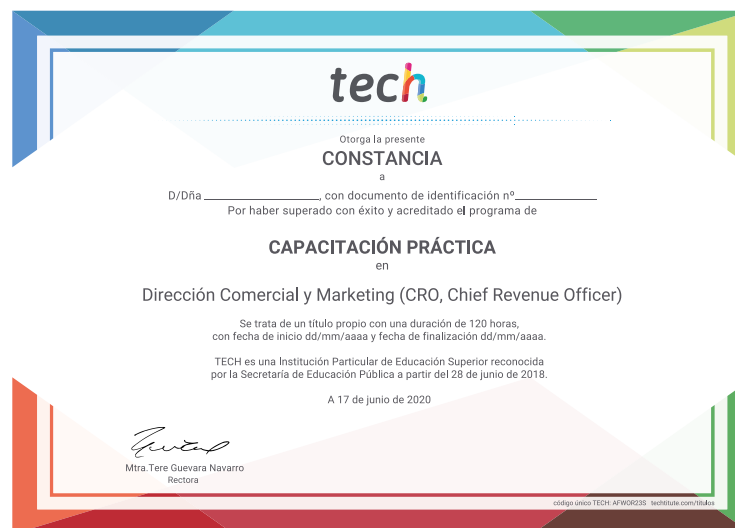 tech
Otorga la presente
CONSTANCIA
a
D/Dña ____________________, con documento de identificación nº______________
Por haber superado con éxito y acreditado el programa de
CAPACITACIÓN PRÁCTICA
en
Dirección Comercial y Marketing (CRO, Chief Revenue Officer)
Se trata de un título propio con una duración de 120 horas,
con fecha de inicio dd/mm/aaaa y fecha de finalización dd/mm/aaaa.
TECH es una Institución Particular de Educación Superior reconocida
por la Secretaría de Educación Pública a partir del 28 de junio de 2018.
A 17 de junio de 2020
Mtra.Tere Guevara Navarro
Rectora
código único TECH: AFWOR23S techtitute.com/titulos